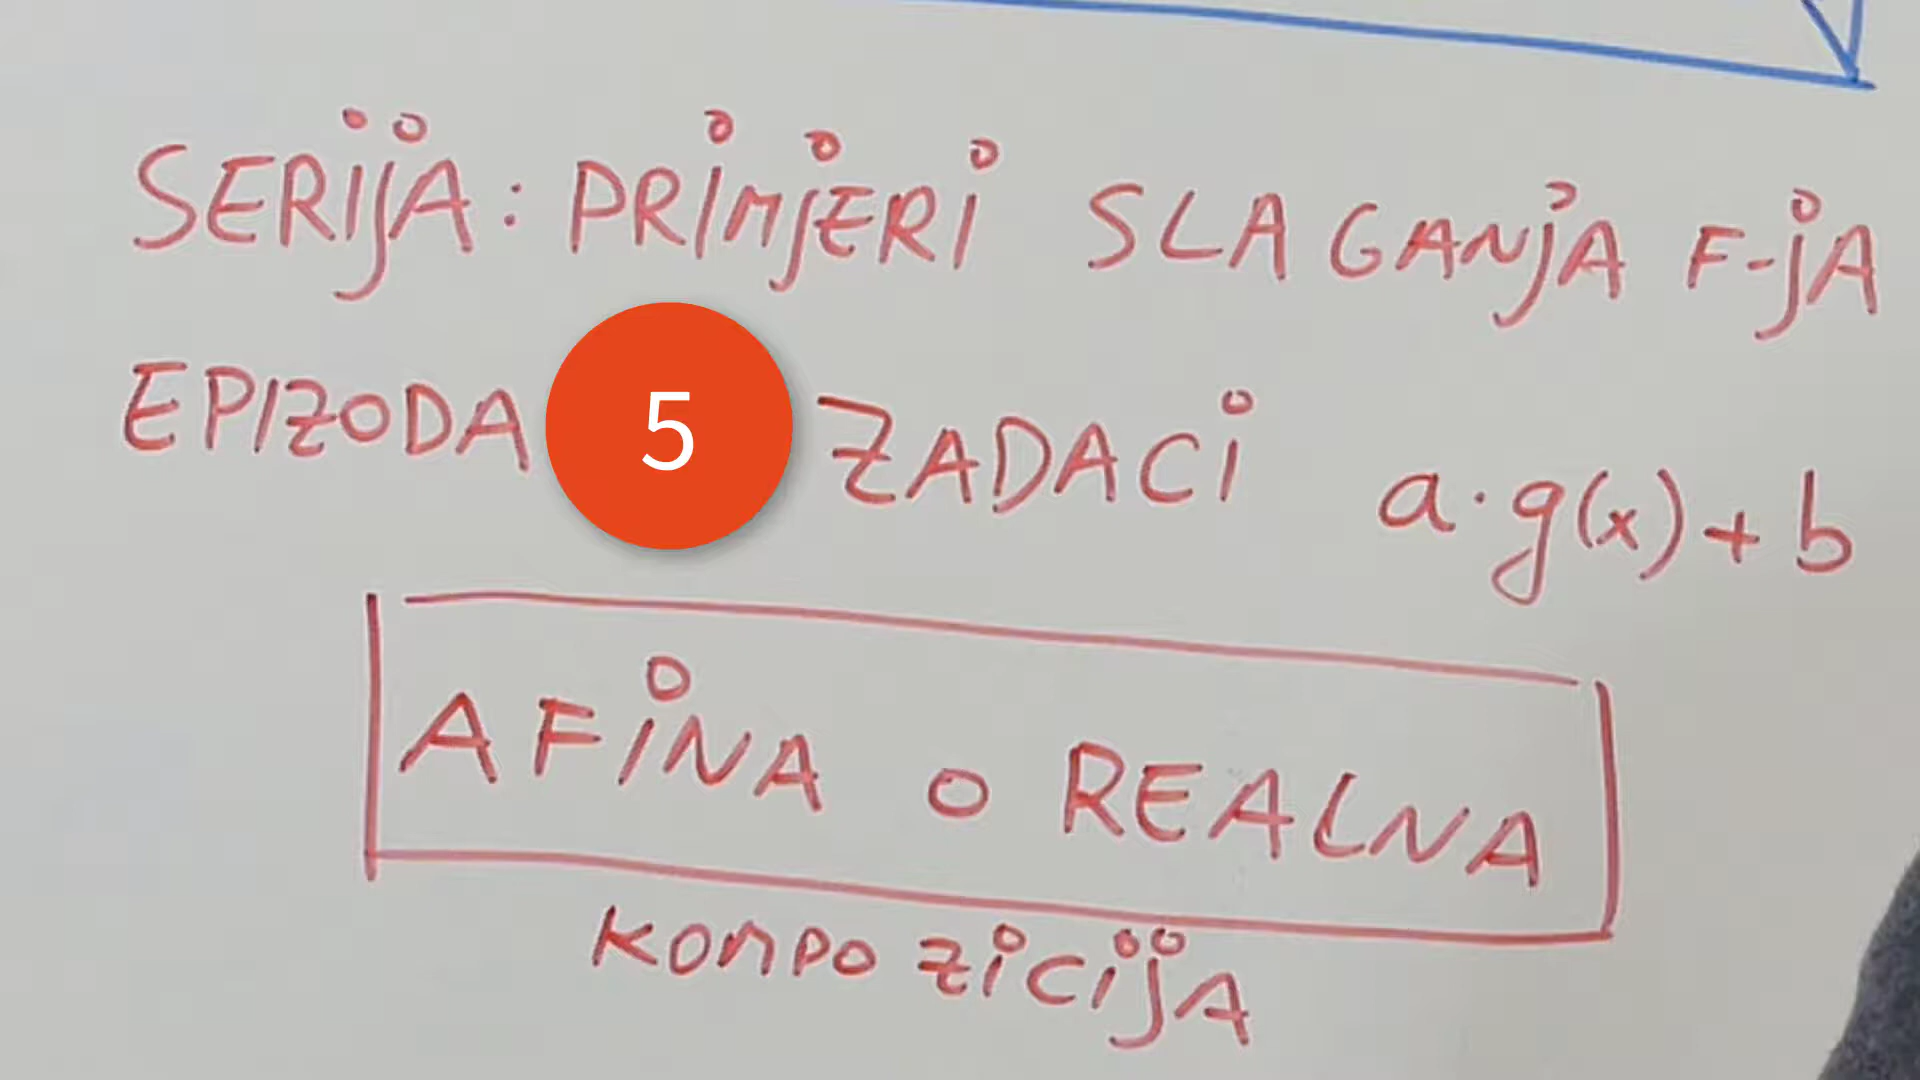 SERIJA: PRIMJERI SLAGANJA F-JA
EPIZODA 5 ZADACI a·g(x)+b
AFINA o REALNA
KOMPOZICIJA